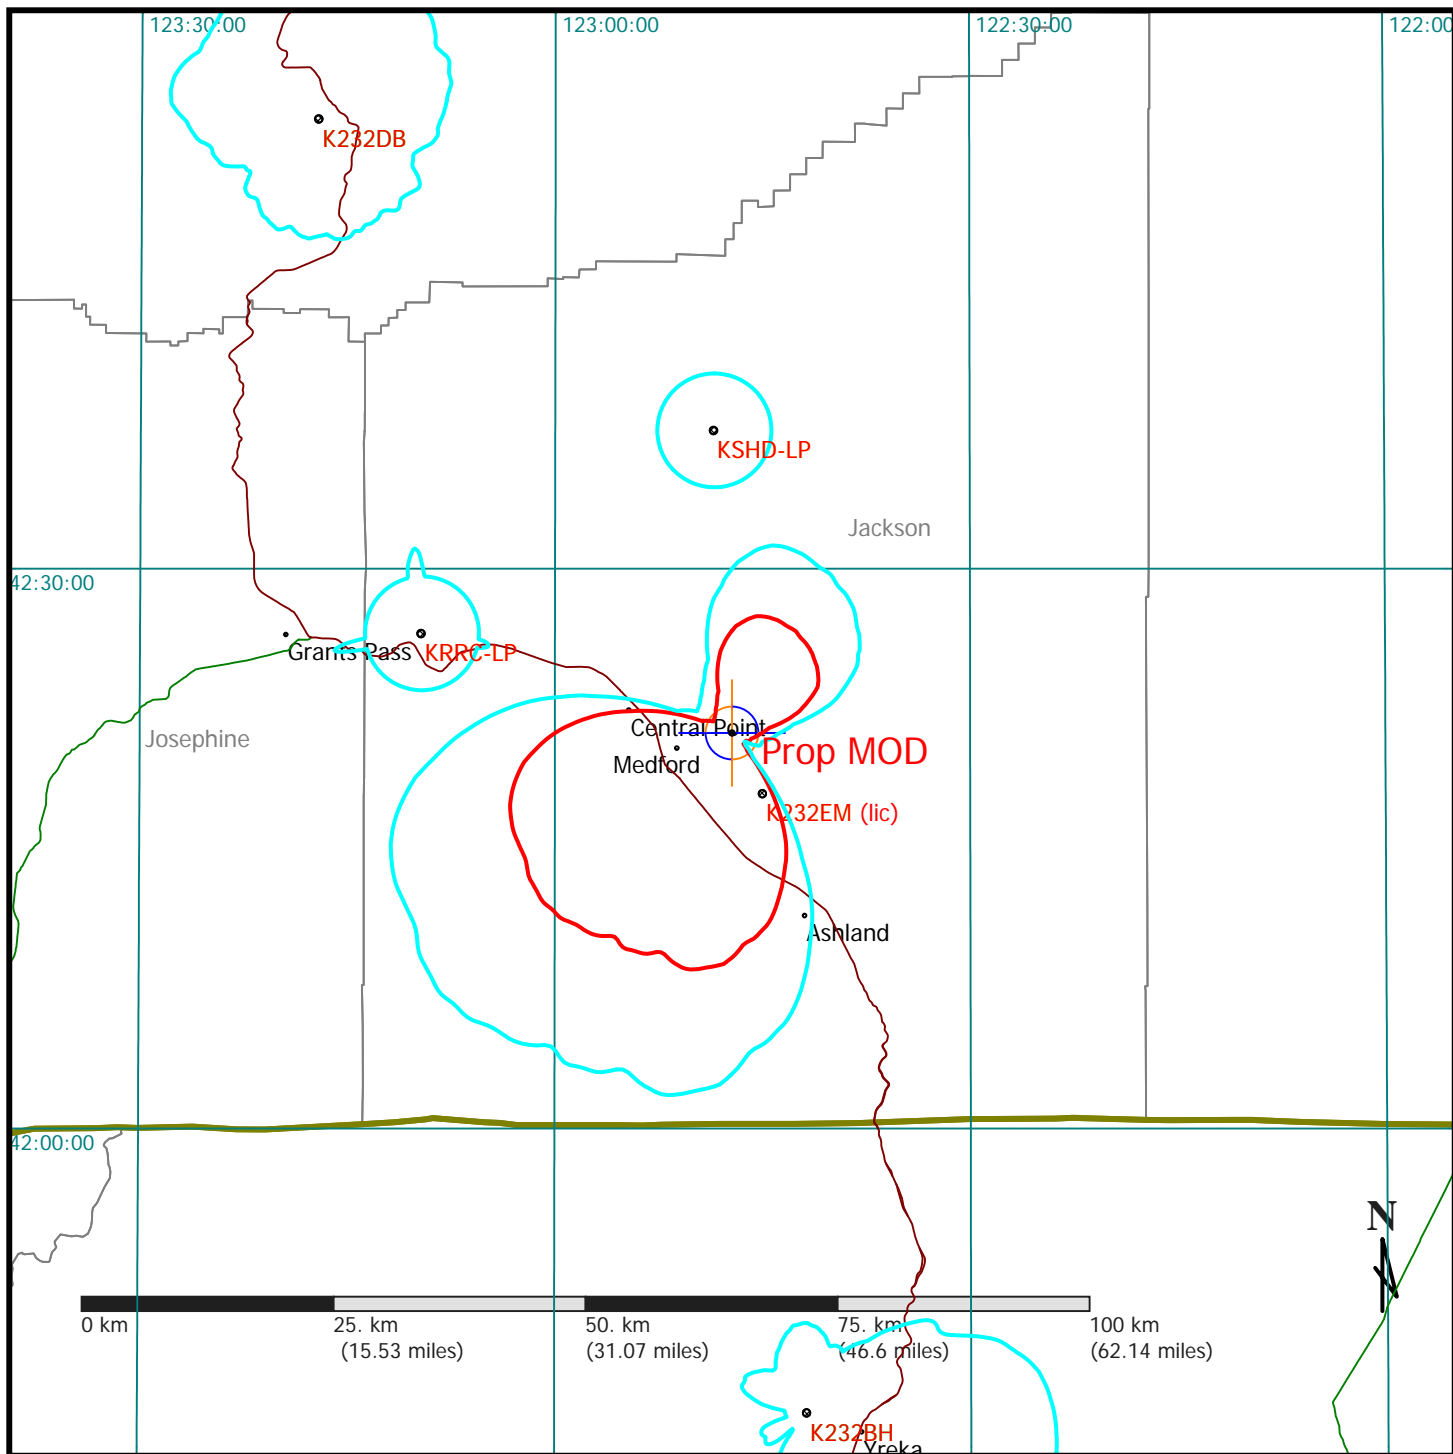 123:30:00
123:00:00
122:30:00
122:00
K232DB
KSHD-LP
Jackson
42:30:00
Grants Pass
KRRC-LP
Josephine
Central Point
Prop MOD
Medford
K232EM (lic)
Ashland
42:00:00
N
0 km
25. km
50. km
75. km
100 km
(15.53 miles)
(31.07 miles)
(46.6 miles)
(62.14 miles)
K232BH
Yreka